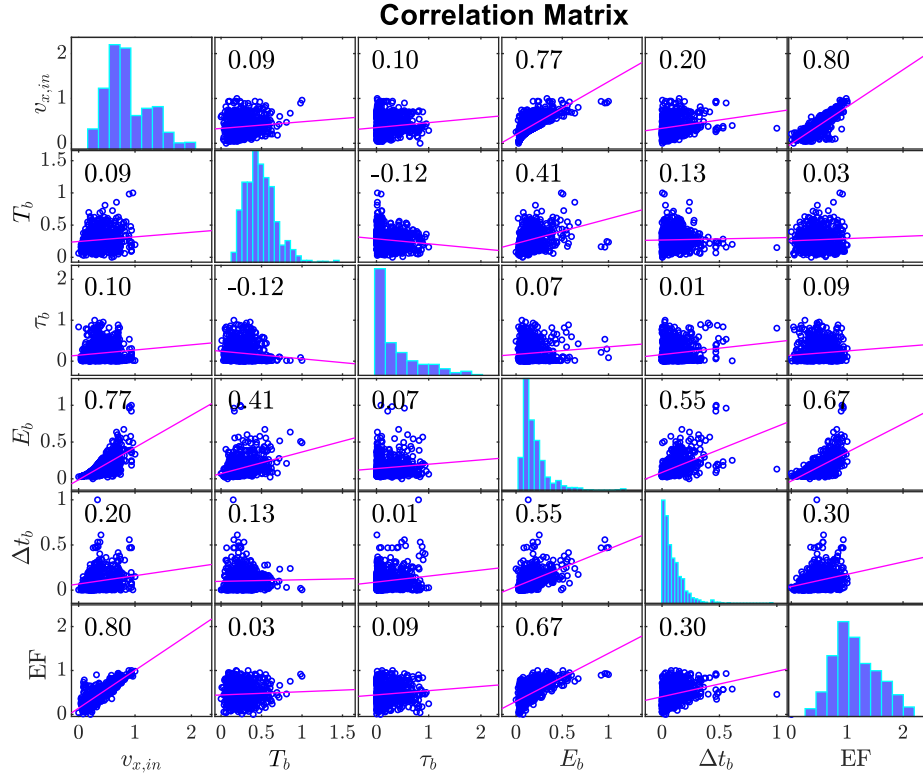 Correlation Matrix
v_{x,in} 2 1 0 0.09 0.10 0.77 0.20 0.80
T_b 1.5 1 0.5 0 0.09 -0.12 0.41 0.13 0.03
τ_b 2 1 0 0.10 -0.12 0.07 0.01 0.09
E_b 1 0.5 0 0.77 0.41 0.07 0.55 0.67
Δt_b 1 0.5 0 0.20 0.13 0.01 0.55 0.30
EF 2 1 0 0.80 0.03 0.09 0.67 0.30
0 1 2 0 0.5 1 1.5 0 1 2 0 0.5 1 0 0.5 1 0 1 2
v_{x,in} T_b τ_b E_b Δt_b EF